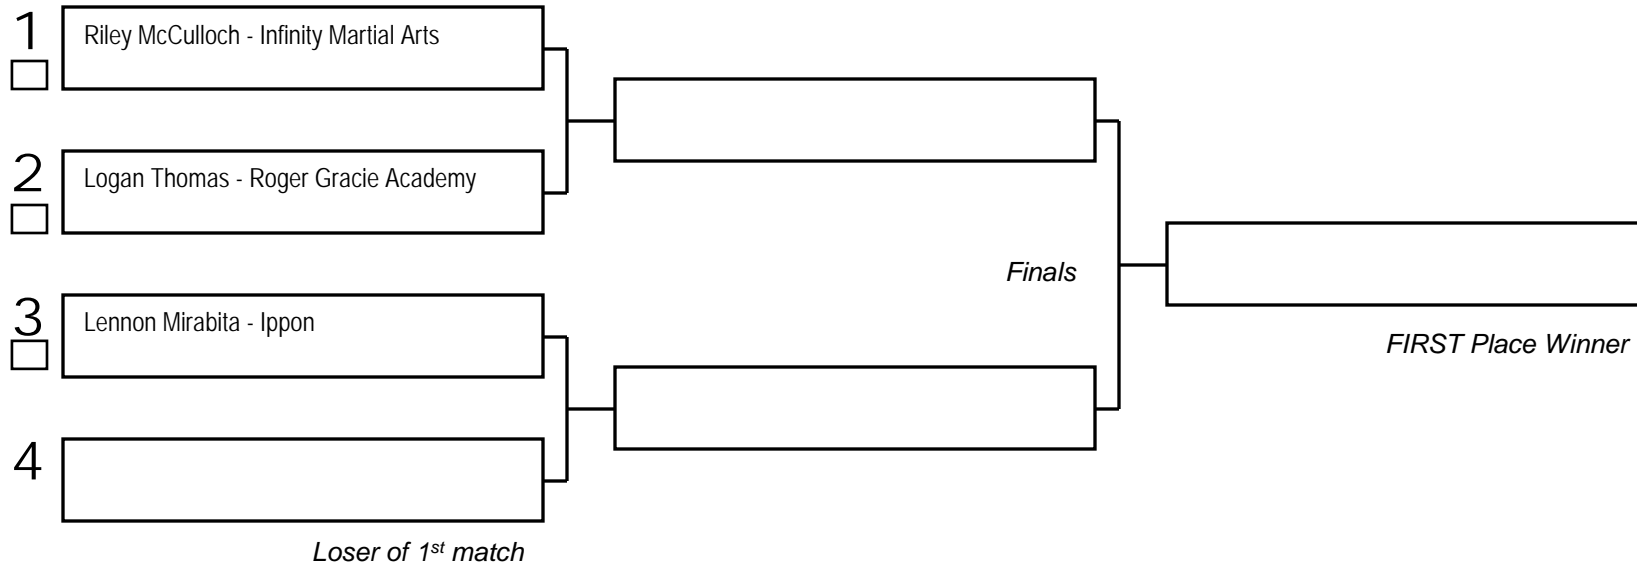 1
Riley McCulloch - Infinity Martial Arts
2
Logan Thomas - Roger Gracie Academy
Finals
3
Lennon Mirabita - Ippon
FIRST Place Winner
4
Loser of 1st match